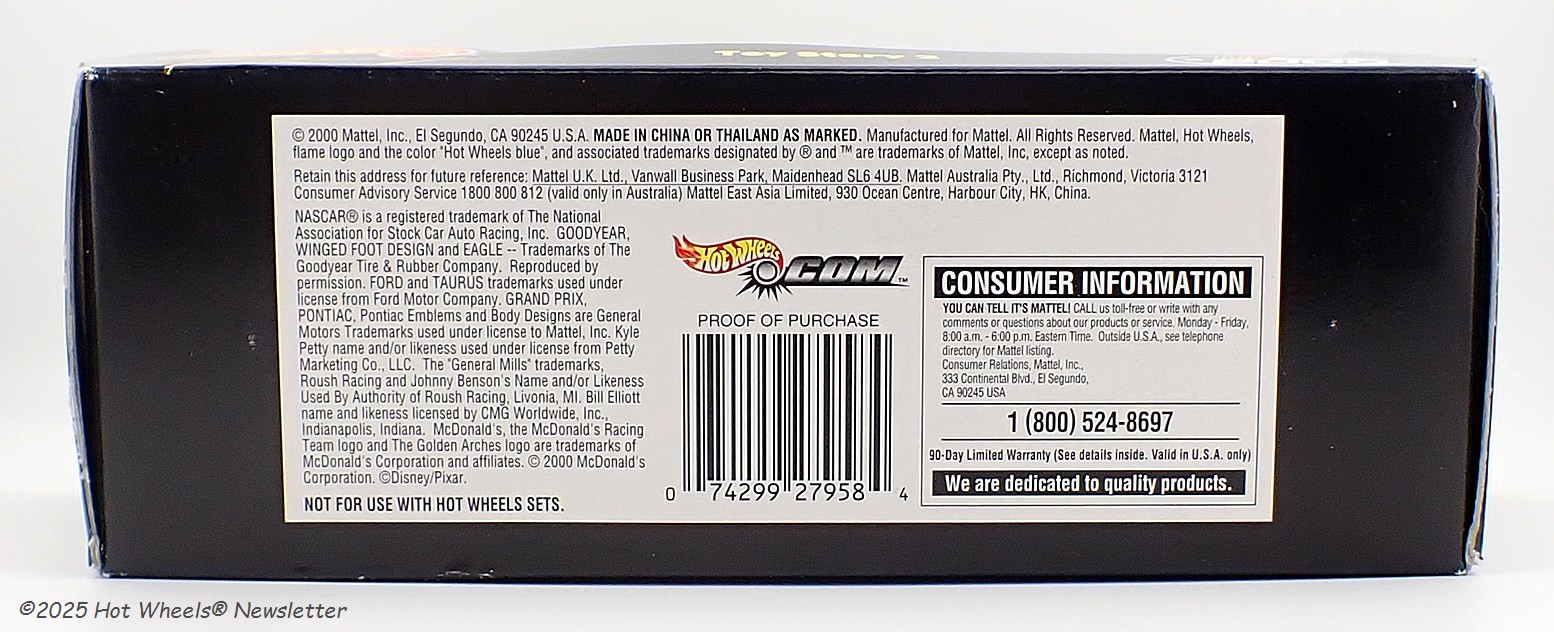 Toy Story 2
© 2000 Mattel, Inc., El Segundo, CA 90245 U.S.A. MADE IN CHINA OR THAILAND AS MARKED. Manufactured for Mattel. All Rights Reserved. Mattel, Hot Wheels,
flame logo and the color "Hot Wheels blue", and associated trademarks designated by ® and ™ are trademarks of Mattel, Inc, except as noted.
Retain this address for future reference: Mattel U.K. Ltd., Vanwall Business Park, Maidenhead SL6 4UB. Mattel Australia Pty., Ltd., Richmond, Victoria 3121
Consumer Advisory Service 1800 800 812 (valid only in Australia) Mattel East Asia Limited, 930 Ocean Centre, Harbour City, HK, China.
NASCAR® is a registered trademark of The National
Association for Stock Car Auto Racing, Inc. GOODYEAR,
WINGED FOOT DESIGN and EAGLE -- Trademarks of The
Goodyear Tire & Rubber Company. Reproduced by
permission. FORD and TAURUS trademarks used under
license from Ford Motor Company. GRAND PRIX,
PONTIAC, Pontiac Emblems and Body Designs are General
Motors Trademarks used under license to Mattel, Inc. Kyle
Petty name and/or likeness used under license from Petty
Marketing Co., LLC. The "General Mills" trademarks,
Roush Racing and Johnny Benson's Name and/or Likeness
Used By Authority of Roush Racing, Livonia, MI. Bill Elliott
name and likeness licensed by CMG Worldwide, Inc.,
Indianapolis, Indiana. McDonald's, the McDonald's Racing
Team logo and The Golden Arches logo are trademarks of
McDonald's Corporation and affiliates. © 2000 McDonald's
Corporation. ©Disney/Pixar.
NOT FOR USE WITH HOT WHEELS SETS.
HOT WHEELS .COM™
PROOF OF PURCHASE
0 74299 27958 4
CONSUMER INFORMATION
YOU CAN TELL IT'S MATTEL! CALL us toll-free or write with any
comments or questions about our products or service. Monday - Friday,
8:00 a.m. - 6:00 p.m. Eastern Time. Outside U.S.A., see telephone
directory for Mattel listing.
Consumer Relations, Mattel, Inc.,
333 Continental Blvd., El Segundo,
CA 90245 USA
1 (800) 524-8697
90-Day Limited Warranty (See details inside. Valid in U.S.A. only)
We are dedicated to quality products.
©2025 Hot Wheels® Newsletter